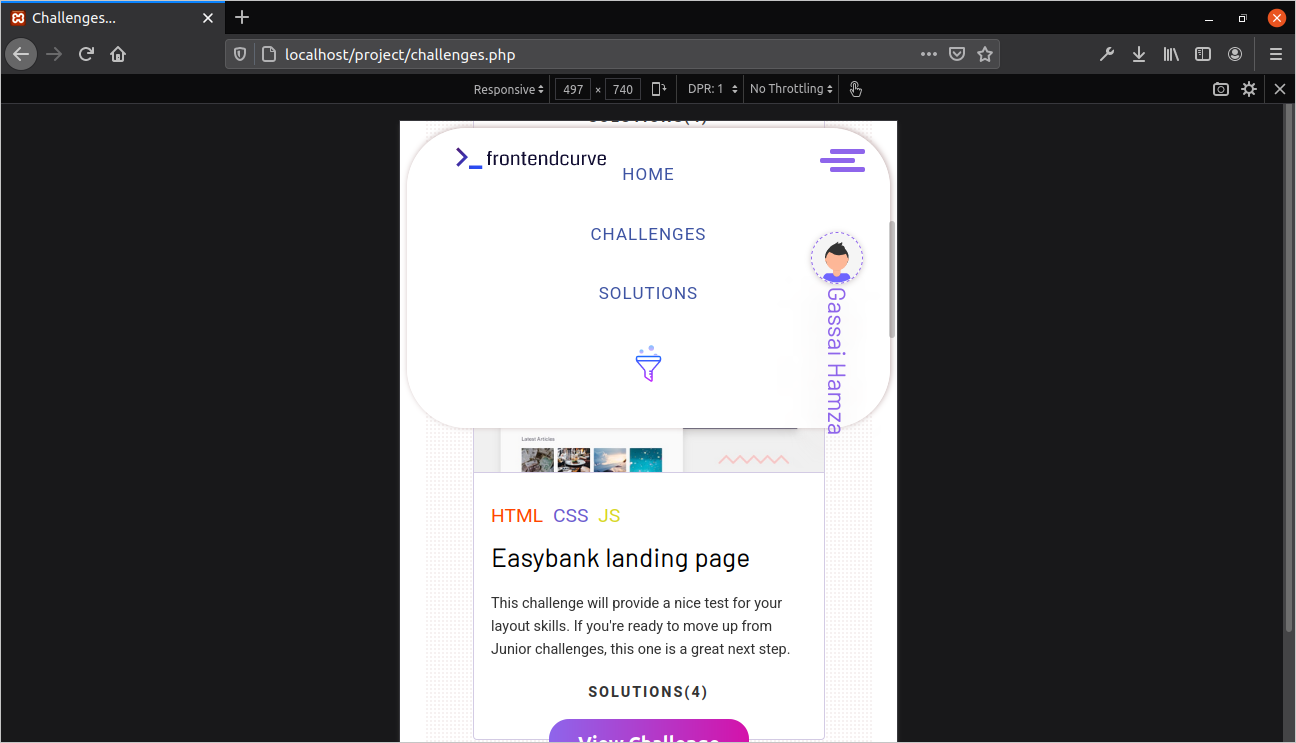 Challenges...
localhost/project/challenges.php
Responsive 497 × 740 DPR: 1 No Throttling
SOLUTIONS(4)
frontendcurve
HOME
CHALLENGES
SOLUTIONS
Gassai Hamza
Latest Articles
HTML CSS JS
Easybank landing page
This challenge will provide a nice test for your
layout skills. If you're ready to move up from
Junior challenges, this one is a great next step.
SOLUTIONS(4)
View Challenge